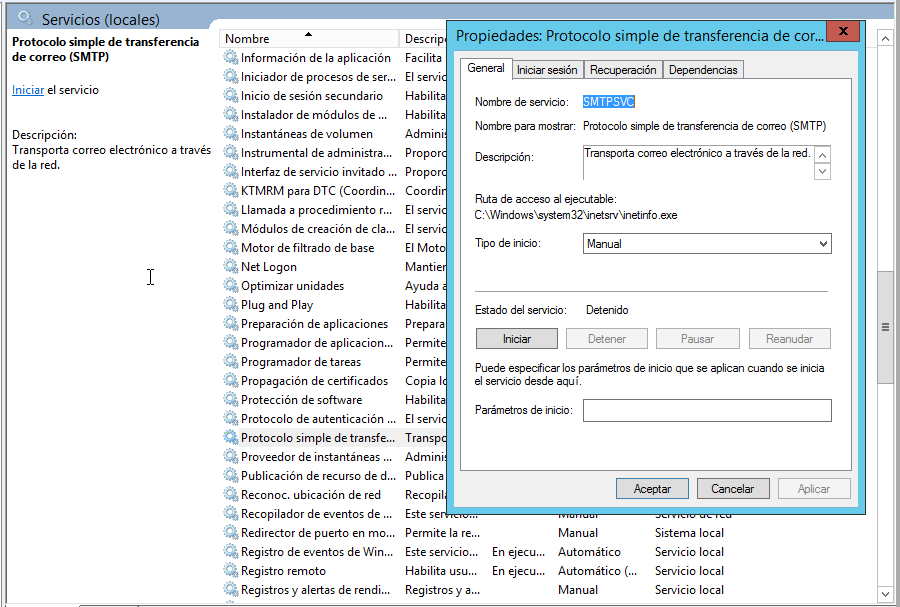 Servicios (locales)
Protocolo simple de transferencia
de correo (SMTP)
Iniciar el servicio
Descripción:
Transporta correo electrónico a través
de la red.
Nombre
Información de la aplicación Facilita
Iniciador de procesos de ser... El servic
Inicio de sesión secundario Habilita
Instalador de módulos de ... Habilita
Instantáneas de volumen Adminis
Instrumental de administra... Proporc
Interfaz de servicio invitado ... Proporc
KTMRM para DTC (Coordin... Coordin
Llamada a procedimiento r... El servic
Módulos de creación de cla... El servic
Motor de filtrado de base El Moto
Net Logon Mantien
Optimizar unidades Ayuda a
Plug and Play Habilita
Preparación de aplicaciones Prepara
Programador de aplicacion... Permite
Programador de tareas Permite
Propagación de certificados Copia lo
Protección de software Habilita
Protocolo de autenticación ... El servic
Protocolo simple de transfe... Transpo
Proveedor de instantáneas ... Adminis
Publicación de recurso de d... Publica
Reconoc. ubicación de red Recopila
Recopilador de eventos de ... Este servicio... Manual Servicio de red
Redirector de puerto en mo... Permite la re... Manual Sistema local
Registro de eventos de Win... Este servicio... En ejecu... Automático Servicio local
Registro remoto Habilita usu... En ejecu... Automático (... Servicio local
Registros y alertas de rendi... Registros y a... Manual Servicio local
Propiedades: Protocolo simple de transferencia de cor...
General Iniciar sesión Recuperación Dependencias
Nombre de servicio: SMTPSVC
Nombre para mostrar: Protocolo simple de transferencia de correo (SMTP)
Descripción: Transporta correo electrónico a través de la red.
Ruta de acceso al ejecutable:
C:\Windows\system32\inetsrv\inetinfo.exe
Tipo de inicio: Manual
Estado del servicio: Detenido
Iniciar Detener Pausar Reanudar
Puede especificar los parámetros de inicio que se aplican cuando se inicia
el servicio desde aquí.
Parámetros de inicio:
Aceptar Cancelar Aplicar